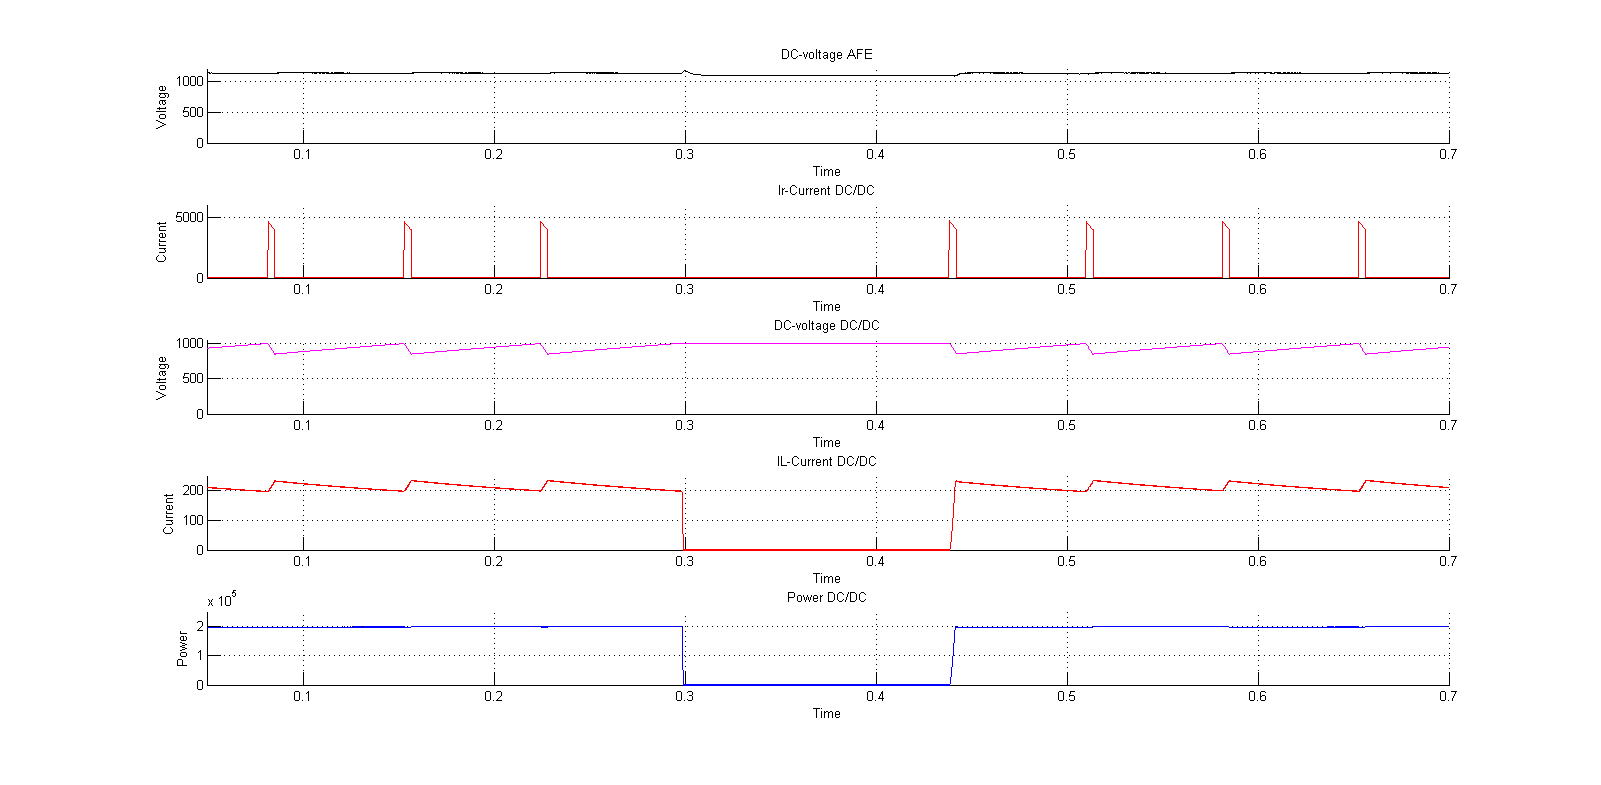 DC-voltage AFE
Voltage
1000
500
0
0.1 0.2 0.3 0.4 0.5 0.6 0.7
Time
Ir-Current DC/DC
Current
5000
0
0.1 0.2 0.3 0.4 0.5 0.6 0.7
Time
DC-voltage DC/DC
Voltage
1000
500
0
0.1 0.2 0.3 0.4 0.5 0.6 0.7
Time
IL-Current DC/DC
Current
200
100
0
0.1 0.2 0.3 0.4 0.5 0.6 0.7
Time
Power DC/DC
x 10⁵
Power
2
1
0
0.1 0.2 0.3 0.4 0.5 0.6 0.7
Time